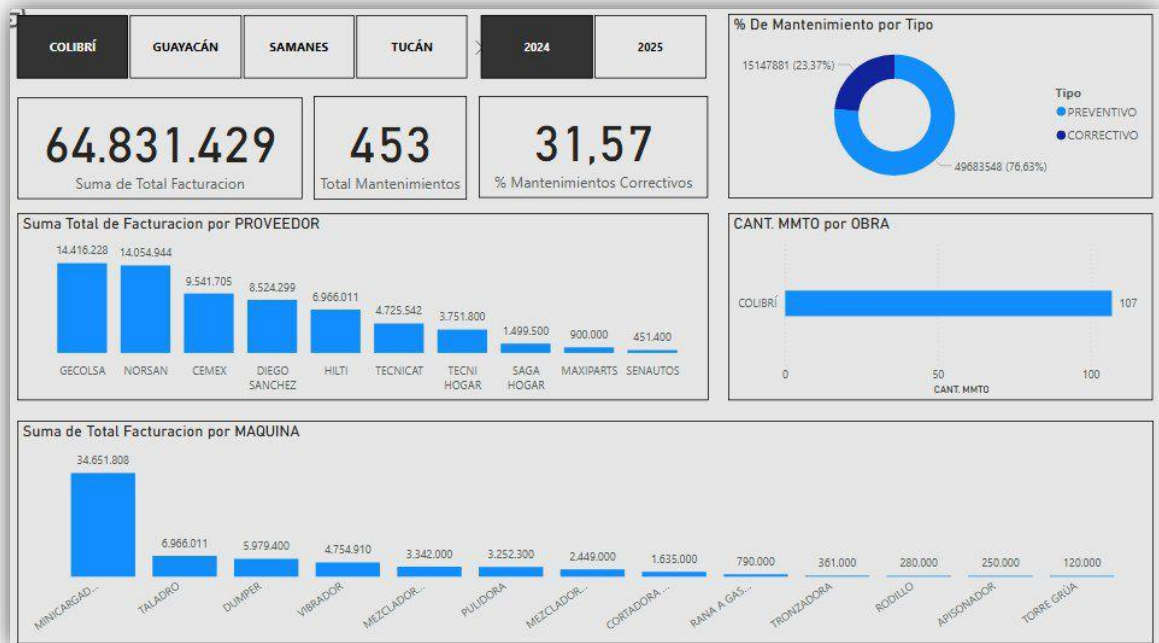 COLIBRÍ GUAYACÁN SAMANES TUCÁN 2024 2025
64.831.429
Suma de Total Facturacion
453
Total Mantenimientos
31,57
% Mantenimientos Correctivos
% De Mantenimiento por Tipo
15147881 (23,37%)
49683548 (76,63%)
Tipo
PREVENTIVO
CORRECTIVO
Suma Total de Facturacion por PROVEEDOR
14.416.228 14.054.944 9.541.705 8.524.299 6.966.011 4.725.542 3.751.800 1.499.500 900.000 451.400
GECOLSA NORSAN CEMEX DIEGO SANCHEZ HILTI TECNICAT TECNI HOGAR SAGA HOGAR MAXIPARTS SENAUTOS
CANT. MMTO por OBRA
COLIBRÍ 107
0 50 100
CANT. MMTO
Suma de Total Facturacion por MAQUINA
34.651.808 6.966.011 5.979.400 4.754.910 3.342.000 3.252.300 2.449.000 1.635.000 790.000 361.000 280.000 250.000 120.000
MINICARGAD... TALADRO DUMPER VIBRADOR MEZCLADOR... PULIDORA MEZCLADOR... CORTADORA ... RANA A GAS... TRONZADORA RODILLO APISONADOR TORRE GRÚA